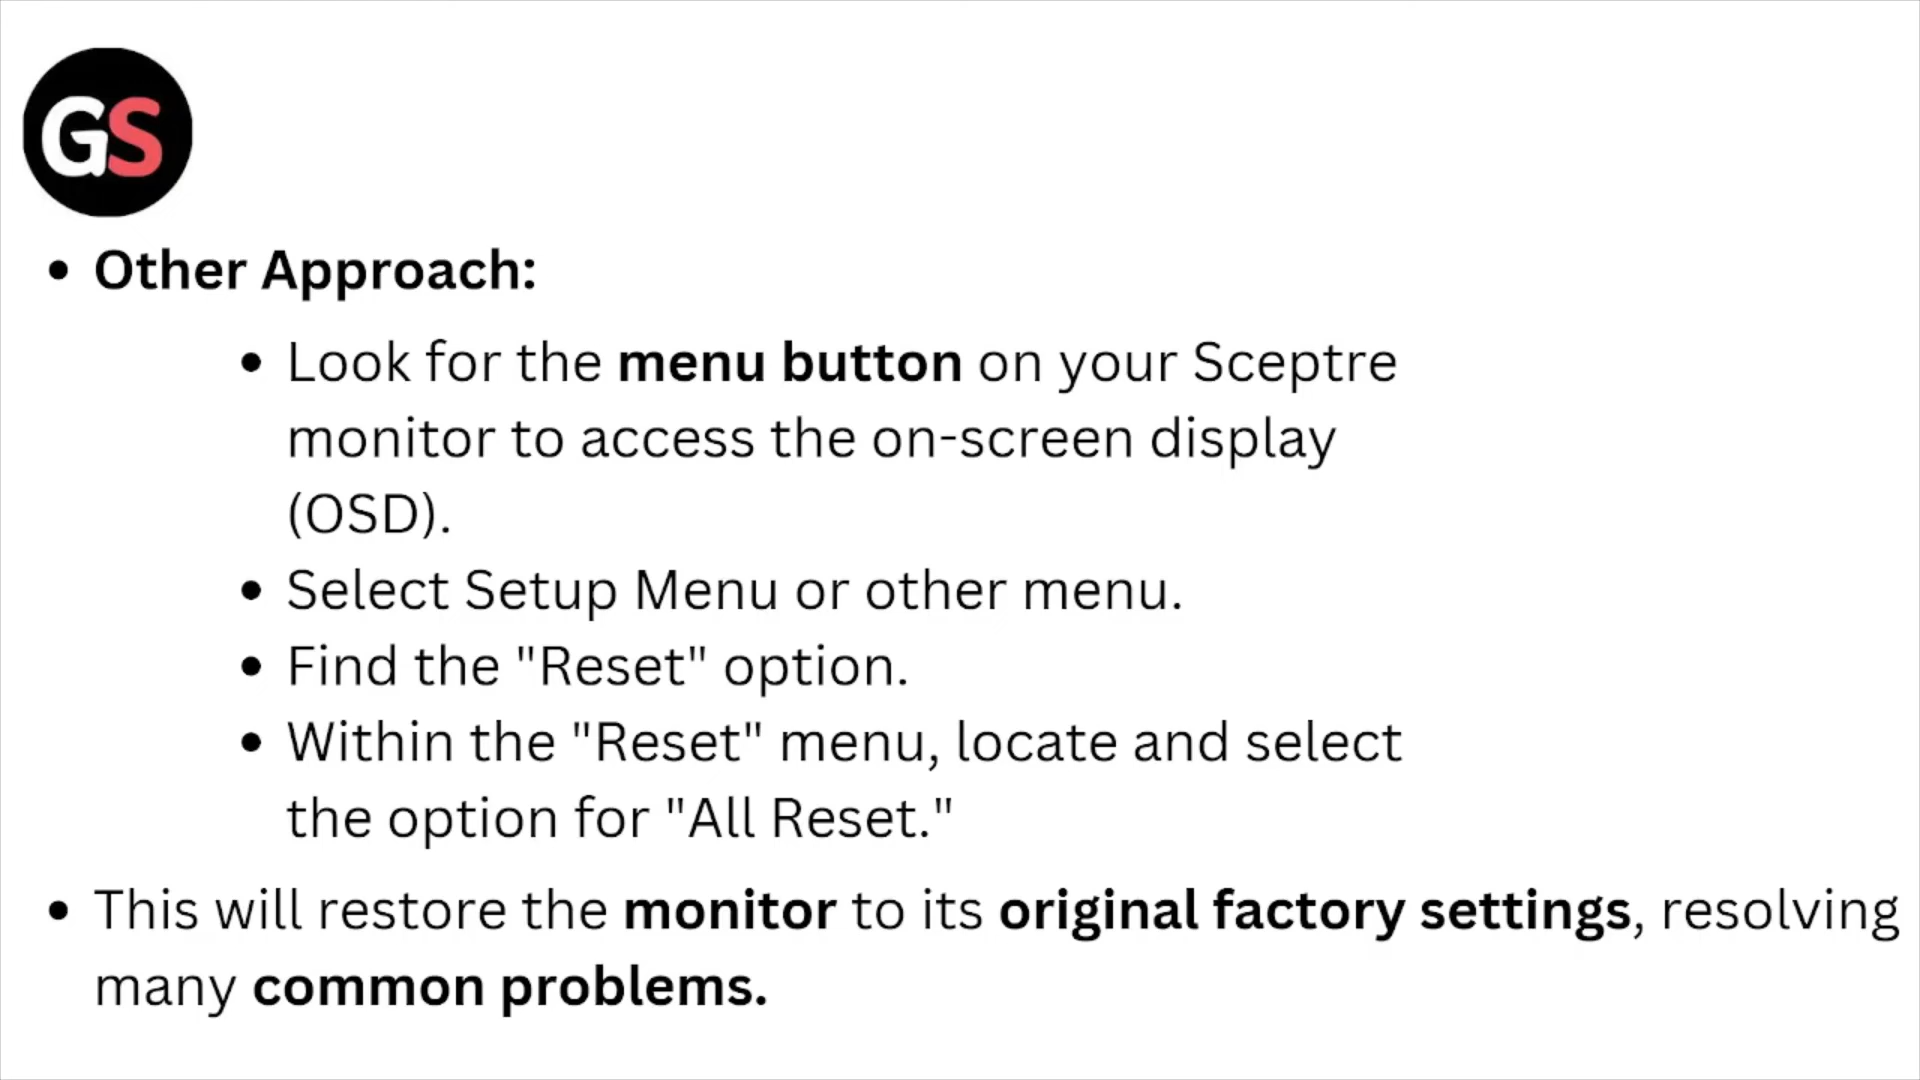 GS
• Other Approach:
• Look for the menu button on your Sceptre
monitor to access the on-screen display
(OSD).
• Select Setup Menu or other menu.
• Find the "Reset" option.
• Within the "Reset" menu, locate and select
the option for "All Reset."
• This will restore the monitor to its original factory settings, resolving
many common problems.